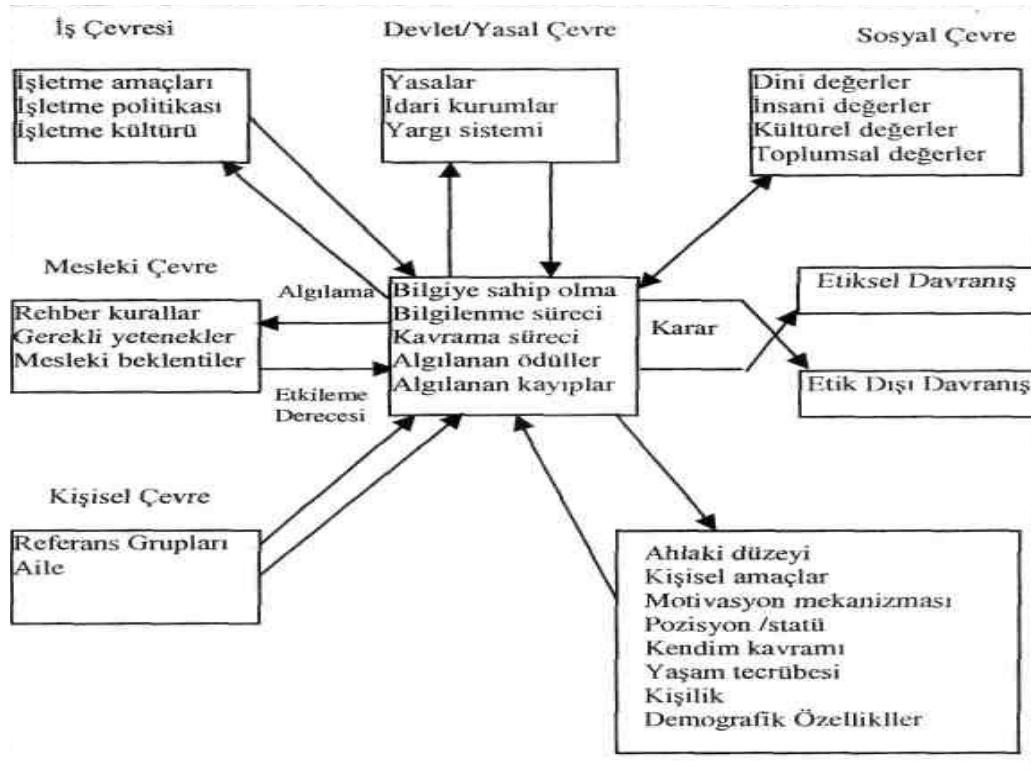 İş Çevresi
İşletme amaçları
İşletme politikası
İşletme kültürü
Devlet/Yasal Çevre
Yasalar
İdari kurumlar
Yargı sistemi
Sosyal Çevre
Dini değerler
İnsani değerler
Kültürel değerler
Toplumsal değerler
Mesleki Çevre
Rehber kurallar
Gerekli yetenekler
Mesleki beklentiler
Algılama
Etkileme
Derecesi
Bilgiye sahip olma
Bilgilenme süreci
Kavrama süreci
Algılanan ödüller
Algılanan kayıplar
Karar
Etiksel Davranış
Etik Dışı Davranış
Kişisel Çevre
Referans Grupları
Aile
Ahlaki düzeyi
Kişisel amaçlar
Motivasyon mekanizması
Pozisyon /statü
Kendim kavramı
Yaşam tecrübesi
Kişilik
Demografik Özellikller